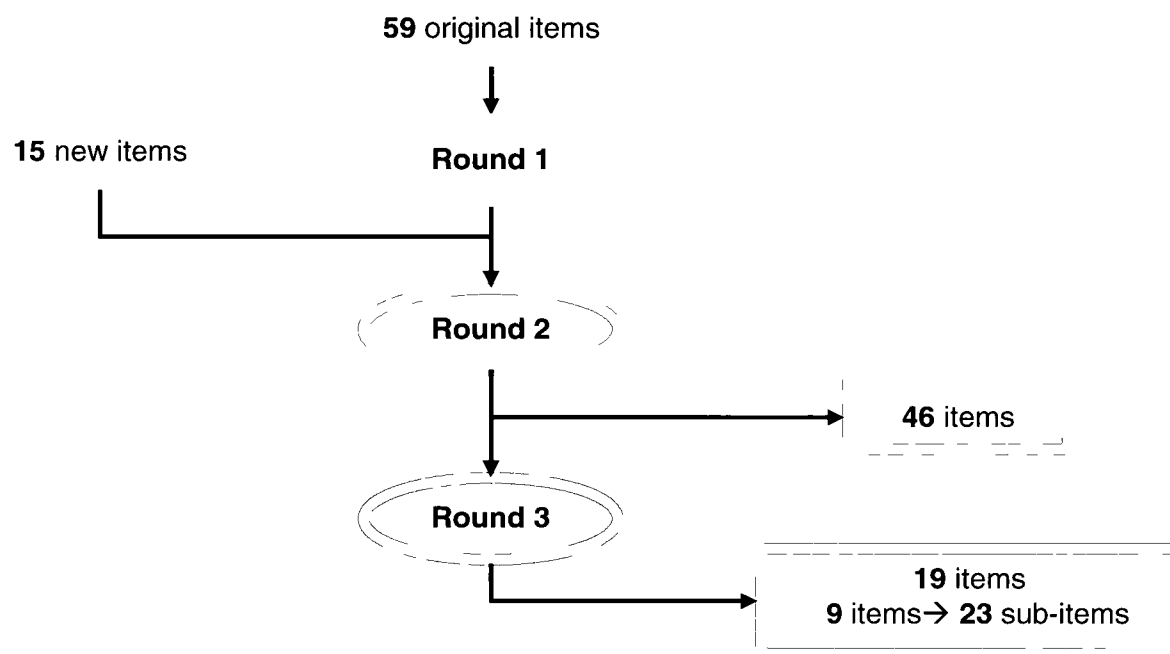 59 original items
15 new items
Round 1
Round 2
46 items
Round 3
19 items
9 items→ 23 sub-items